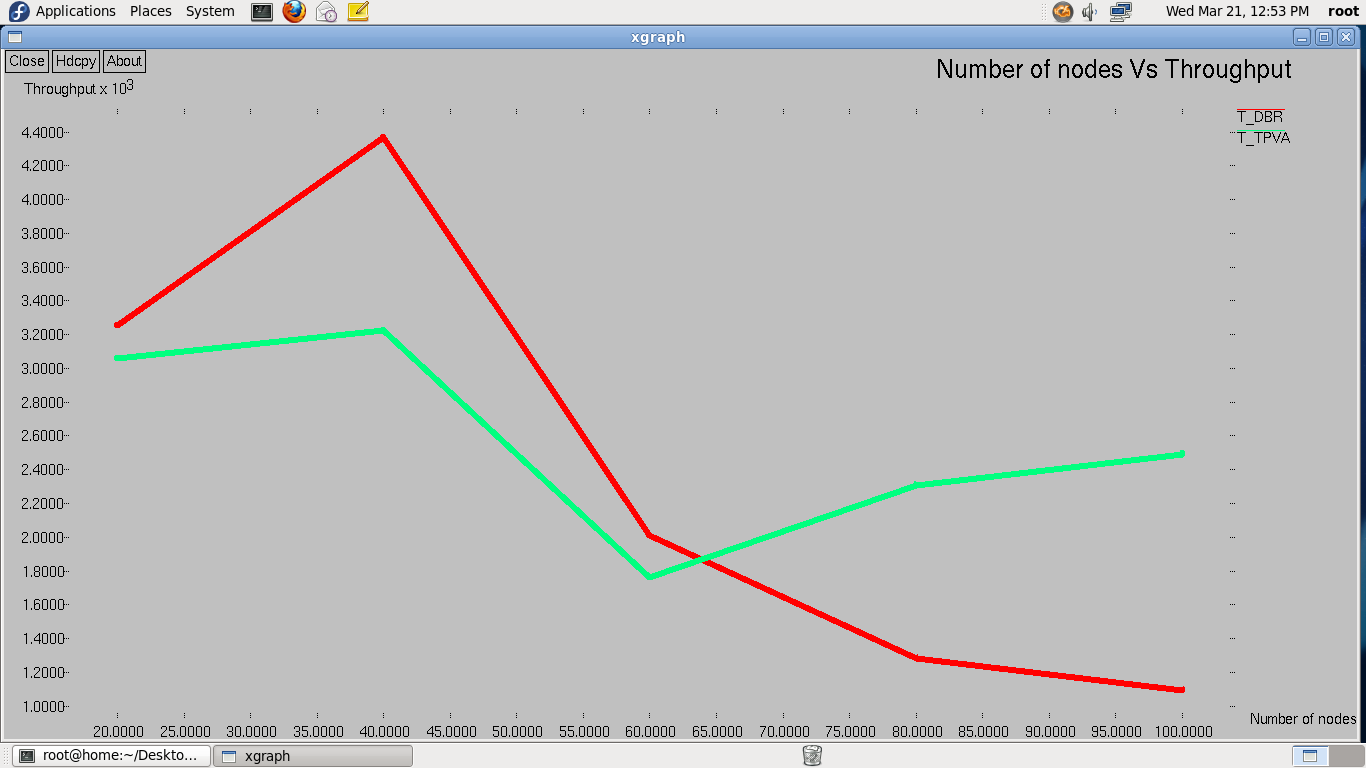 Applications Places System Wed Mar 21, 12:53 PM root
xgraph
Close Hdcpy About
Number of nodes Vs Throughput
Throughput x 10³
T_DBR
T_TPVA
4.4000
4.2000
4.0000
3.8000
3.6000
3.4000
3.2000
3.0000
2.8000
2.6000
2.4000
2.2000
2.0000
1.8000
1.6000
1.4000
1.2000
1.0000
Number of nodes
20.0000 25.0000 30.0000 35.0000 40.0000 45.0000 50.0000 55.0000 60.0000 65.0000 70.0000 75.0000 80.0000 85.0000 90.0000 95.0000 100.0000
root@home:~/Deskto... xgraph